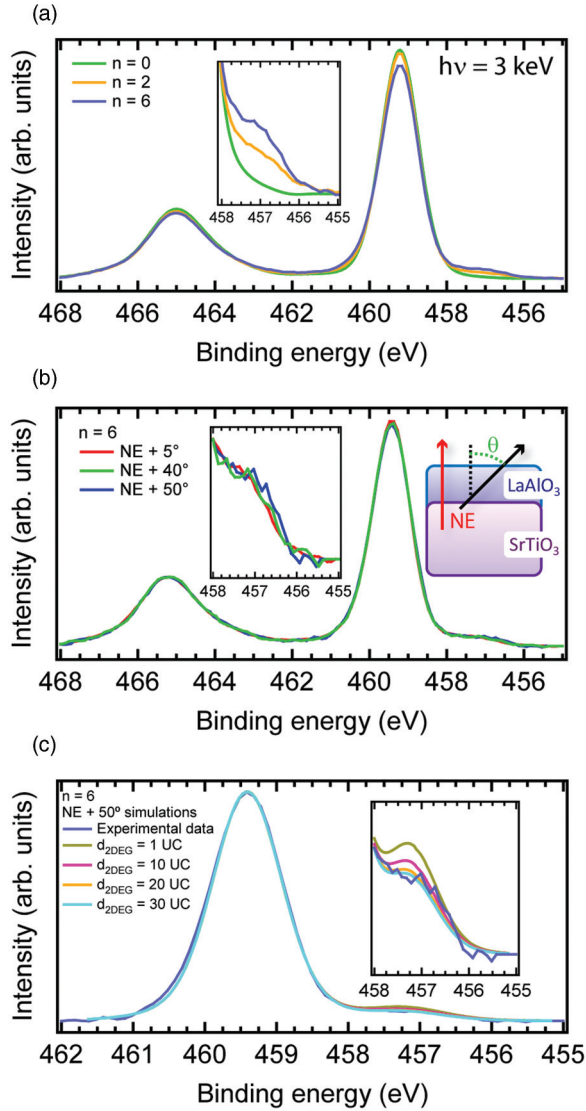 (a)
Intensity (arb. units)
n = 0
n = 2
n = 6
hν = 3 keV
458 457 456 455
468 466 464 462 460 458 456
Binding energy (eV)
(b)
Intensity (arb. units)
n = 6
NE + 5°
NE + 40°
NE + 50°
458 457 456 455
θ
LaAlO₃
NE
SrTiO₃
468 466 464 462 460 458 456
Binding energy (eV)
(c)
Intensity (arb. units)
n = 6
NE + 50º simulations
Experimental data
d₂DEG = 1 UC
d₂DEG = 10 UC
d₂DEG = 20 UC
d₂DEG = 30 UC
458 457 456 455
462 461 460 459 458 457 456 455
Binding energy (eV)